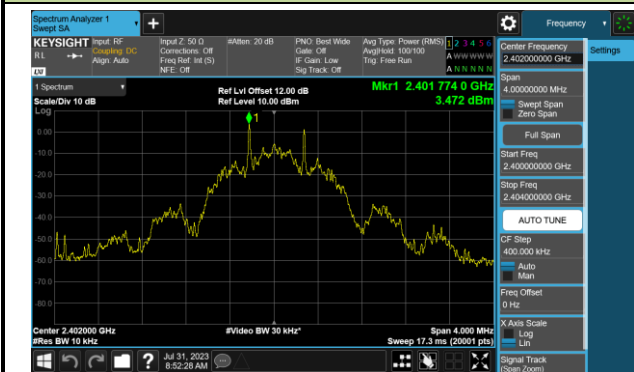 Spectrum Analyzer 1
Swept SA
+
Frequency
KEYSIGHT
RL
Input: RF
Coupling: DC
Align: Auto
Input Z: 50 Ω
Corrections: Off
Freq Ref: Int (S)
NFE: Off
#Atten: 20 dB
PNO: Best Wide
Gate: Off
IF Gain: Low
Sig Track: Off
Avg Type: Power (RMS)
Avg|Hold: 100/100
Trig: Free Run
1 2 3 4 5 6
A W W W W W
A N N N N N
LXI
1 Spectrum
Scale/Div 10 dB
Log
Ref Lvl Offset 12.00 dB
Ref Level 10.00 dBm
Mkr1 2.401 774 0 GHz
3.472 dBm
1
0.00
-10.0
-20.0
-30.0
-40.0
-50.0
-60.0
-70.0
-80.0
Center 2.402000 GHz
#Res BW 10 kHz
#Video BW 30 kHz*
Span 4.000 MHz
Sweep 17.3 ms (20001 pts)
?
Jul 31, 2023
8:52:28 AM
Center Frequency
2.402000000 GHz
Settings
Span
4.00000000 MHz
Swept Span
Zero Span
Full Span
Start Freq
2.400000000 GHz
Stop Freq
2.404000000 GHz
AUTO TUNE
CF Step
400.000 kHz
Auto
Man
Freq Offset
0 Hz
X Axis Scale
Log
Lin
Signal Track
(Span Zoom)